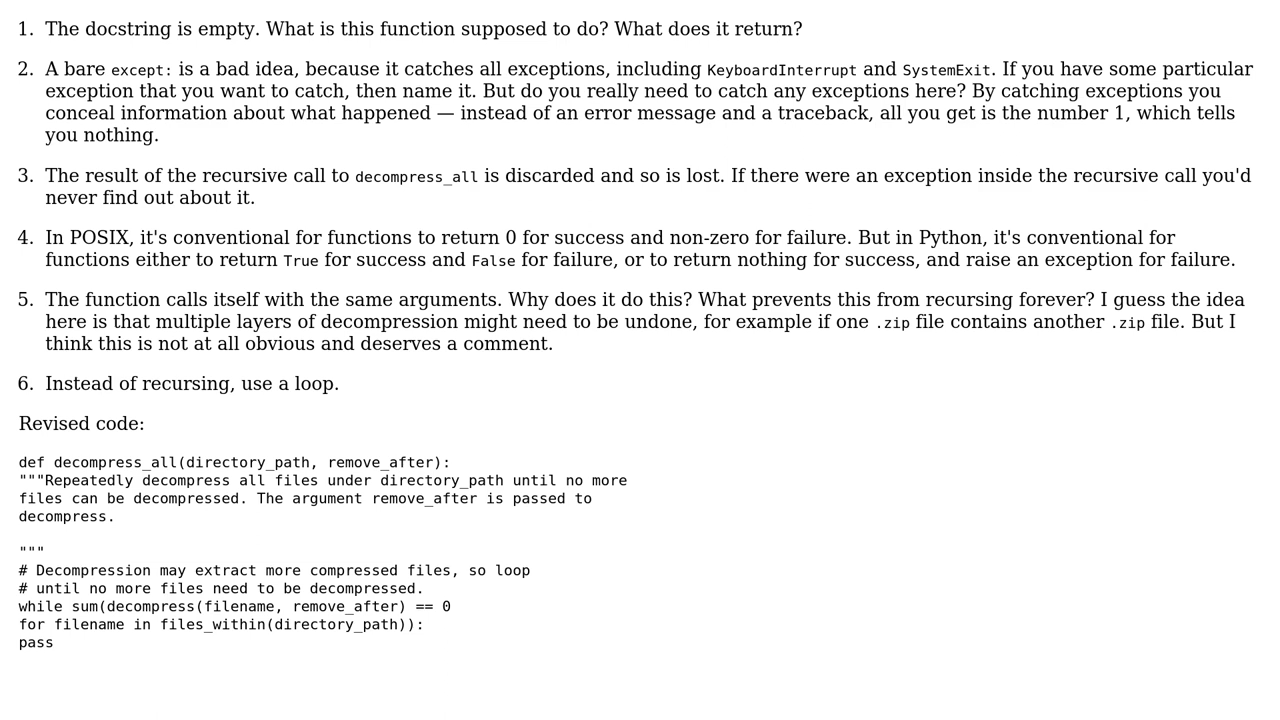 1. The docstring is empty. What is this function supposed to do? What does it return?
2. A bare except: is a bad idea, because it catches all exceptions, including KeyboardInterrupt and SystemExit. If you have some particular
exception that you want to catch, then name it. But do you really need to catch any exceptions here? By catching exceptions you
conceal information about what happened — instead of an error message and a traceback, all you get is the number 1, which tells
you nothing.
3. The result of the recursive call to decompress_all is discarded and so is lost. If there were an exception inside the recursive call you'd
never find out about it.
4. In POSIX, it's conventional for functions to return 0 for success and non-zero for failure. But in Python, it's conventional for
functions either to return True for success and False for failure, or to return nothing for success, and raise an exception for failure.
5. The function calls itself with the same arguments. Why does it do this? What prevents this from recursing forever? I guess the idea
here is that multiple layers of decompression might need to be undone, for example if one .zip file contains another .zip file. But I
think this is not at all obvious and deserves a comment.
6. Instead of recursing, use a loop.
Revised code:
def decompress_all(directory_path, remove_after):
"""Repeatedly decompress all files under directory_path until no more
files can be decompressed. The argument remove_after is passed to
decompress.
"""
# Decompression may extract more compressed files, so loop
# until no more files need to be decompressed.
while sum(decompress(filename, remove_after) == 0
for filename in files_within(directory_path)):
pass